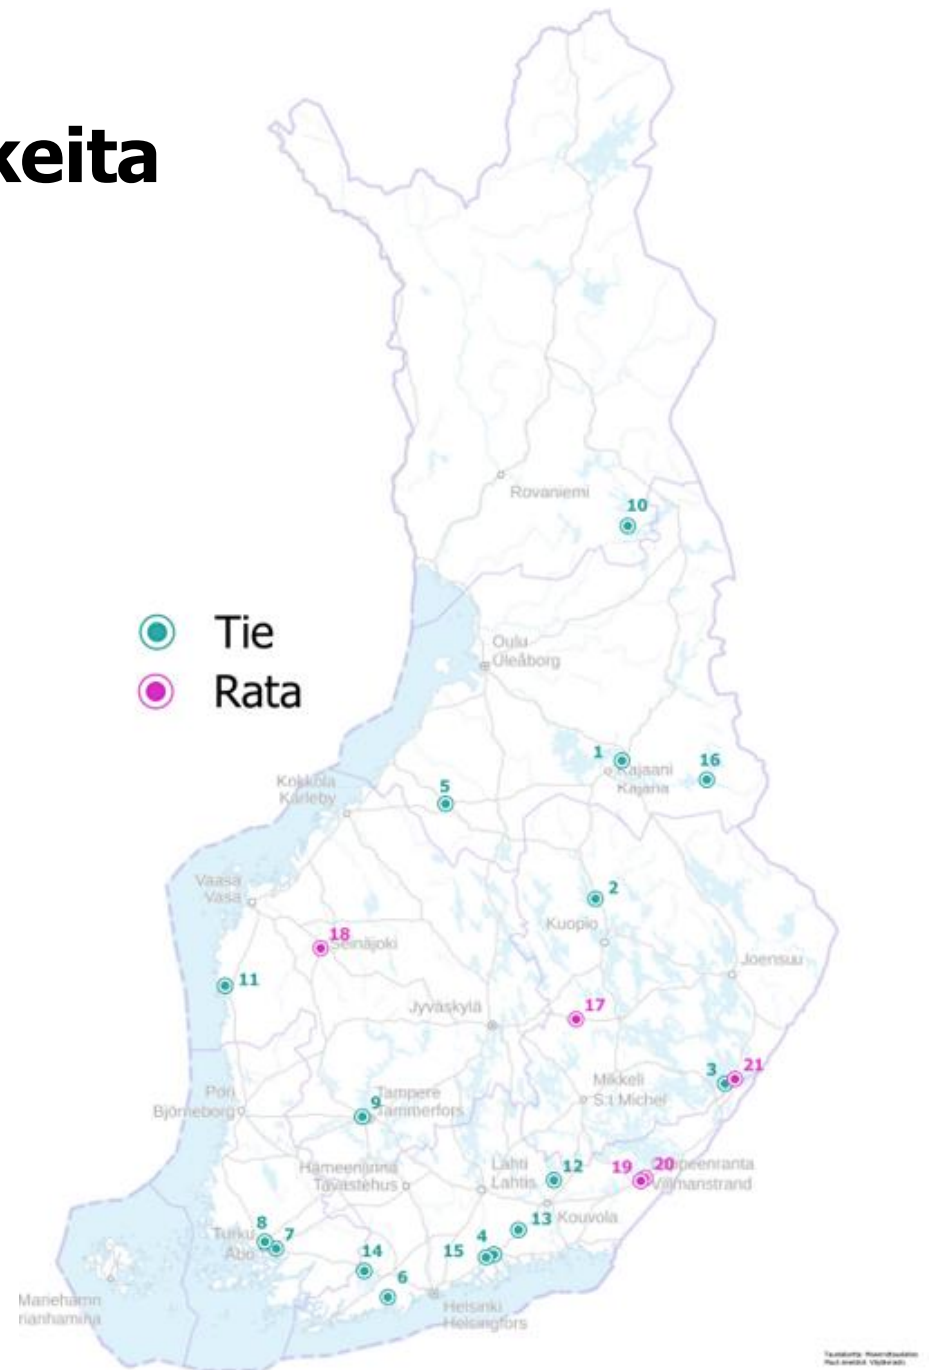 keita
Rovaniemi
10
Tie
Rata
Oulu
Uleåborg
1
Kajaani
Kajana
16
Kokkola
Karleby
5
Vaasa
Vasa
2
Kuopio
18
Seinäjoki
Joensuu
11
Jyväskylä
17
3
21
Mikkeli
S:t Michel
Pori
Björneborg
9
Tampere
Tammerfors
Hämeenlinna
Tavastehus
Lahti
Lahtis
12
19
20
peenranta
Villmanstrand
13
Kouvola
8
7
Turku
Åbo
14
15
4
6
Helsinki
Helsingfors
Mariehamn
rianhamina